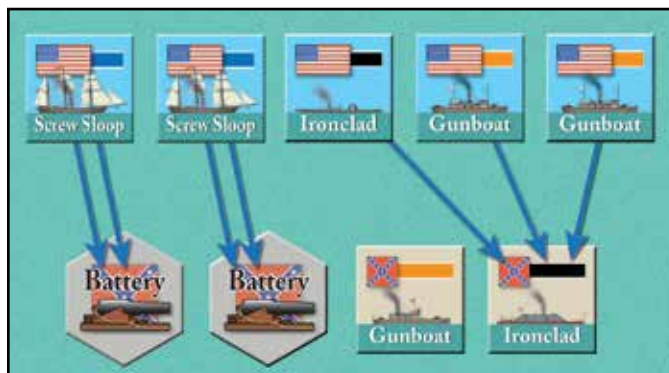 Screw Sloop
Screw Sloop
Ironclad
Gunboat
Gunboat
Battery
Battery
Gunboat
Ironclad